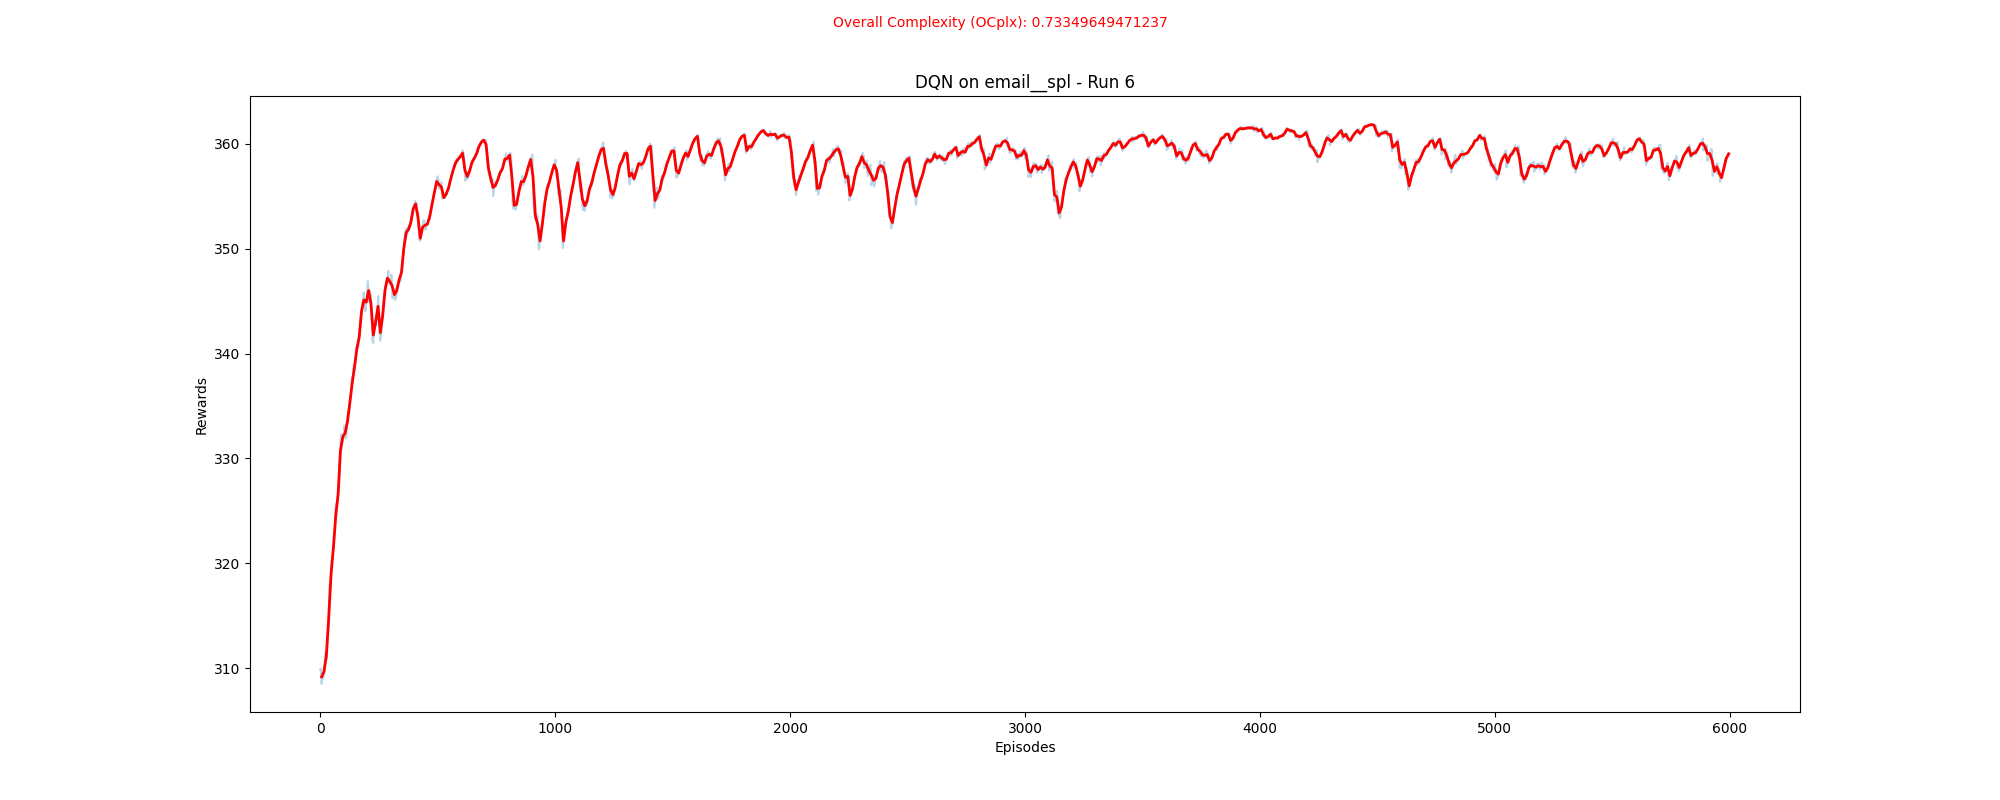 Overall Complexity (OCplx): 0.73349649471237
DQN on email__spl - Run 6
360
350
340
330
320
310
Rewards
0 1000 2000 3000 4000 5000 6000
Episodes